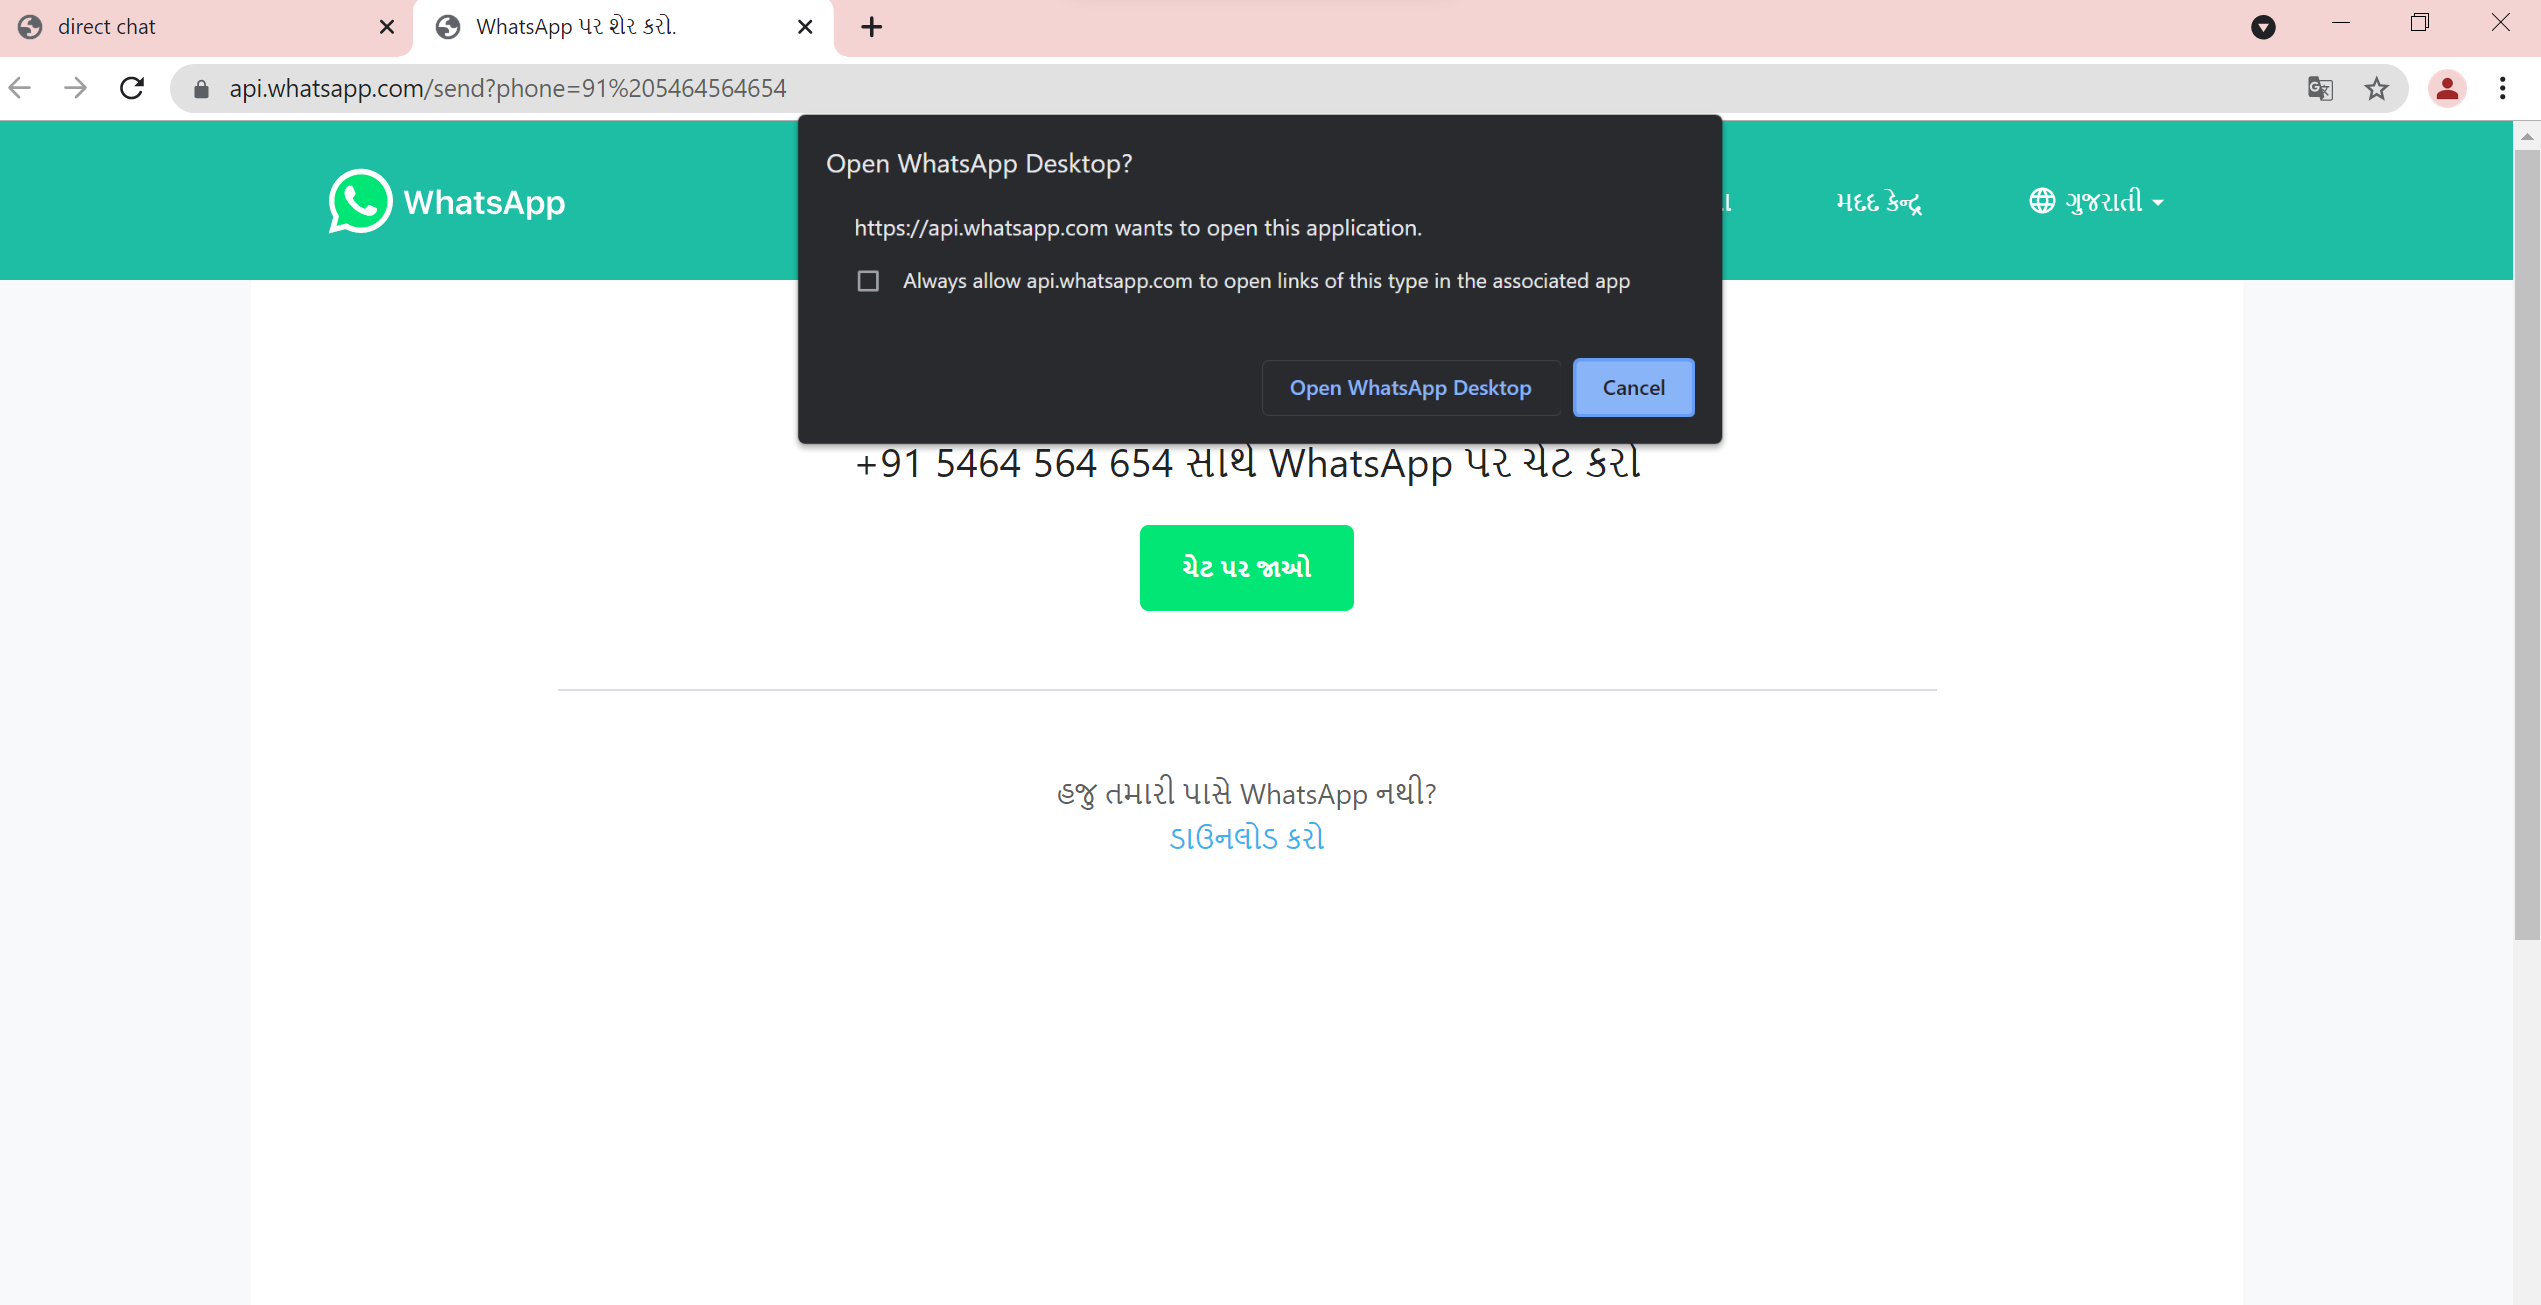 direct chat
WhatsApp પર શેર કરો.
api.whatsapp.com/send?phone=91%205464564654
Open WhatsApp Desktop?
https://api.whatsapp.com wants to open this application.
Always allow api.whatsapp.com to open links of this type in the associated app
Open WhatsApp Desktop
Cancel
WhatsApp
મદદ કેન્દ્ર
ગુજરાતી
+91 5464 564 654 સાથે WhatsApp પર ચેટ કરો
ચેટ પર જાઓ
હજુ તમારી પાસે WhatsApp નથી?
ડાઉનલોડ કરો